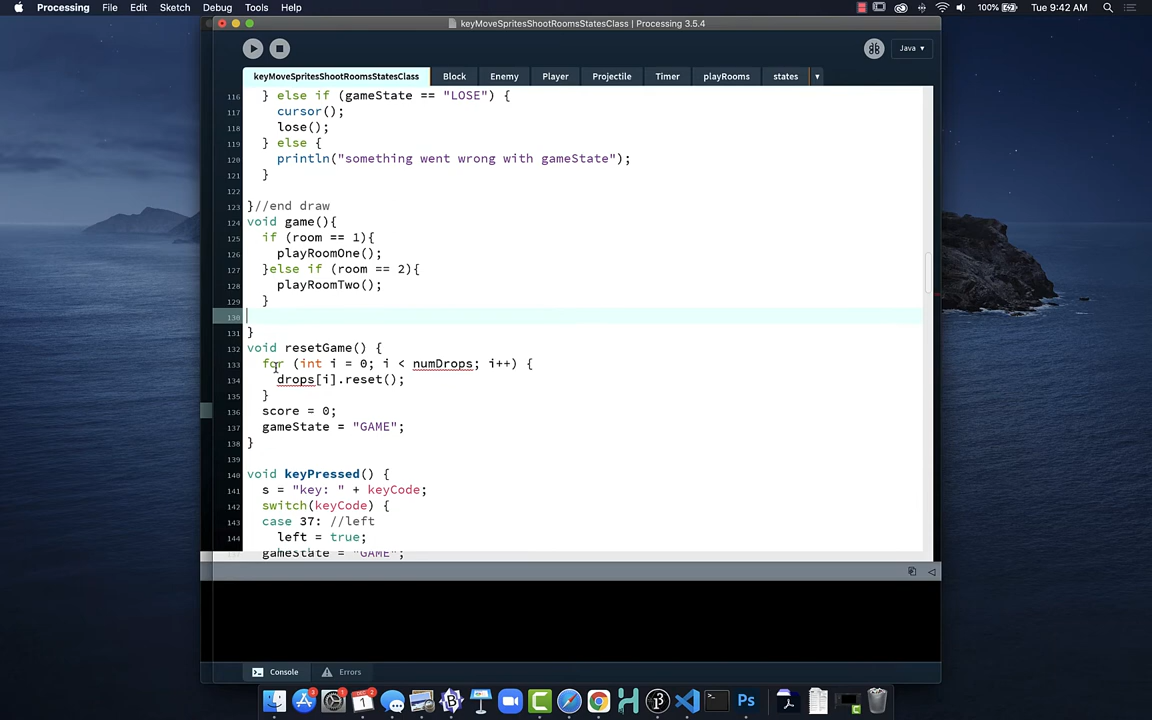 Processing File Edit Sketch Debug Tools Help 100% Tue 9:42 AM
keyMoveSpritesShootRoomsStatesClass | Processing 3.5.4
Java ▾
keyMoveSpritesShootRoomsStatesClass Block Enemy Player Projectile Timer playRooms states ▾
116 } else if (gameState == "LOSE") {
117 cursor();
118 lose();
119 } else {
120 println("something went wrong with gameState");
121 }
122
123 }//end draw
124 void game(){
125 if (room == 1){
126 playRoomOne();
127 }else if (room == 2){
128 playRoomTwo();
129 }
130
131 }
132 void resetGame() {
133 for (int i = 0; i < numDrops; i++) {
134 drops[i].reset();
135 }
136 score = 0;
137 gameState = "GAME";
138 }
139
140 void keyPressed() {
141 s = "key: " + keyCode;
142 switch(keyCode) {
143 case 37: //left
144 left = true;
gameState = "GAME";
Console Errors